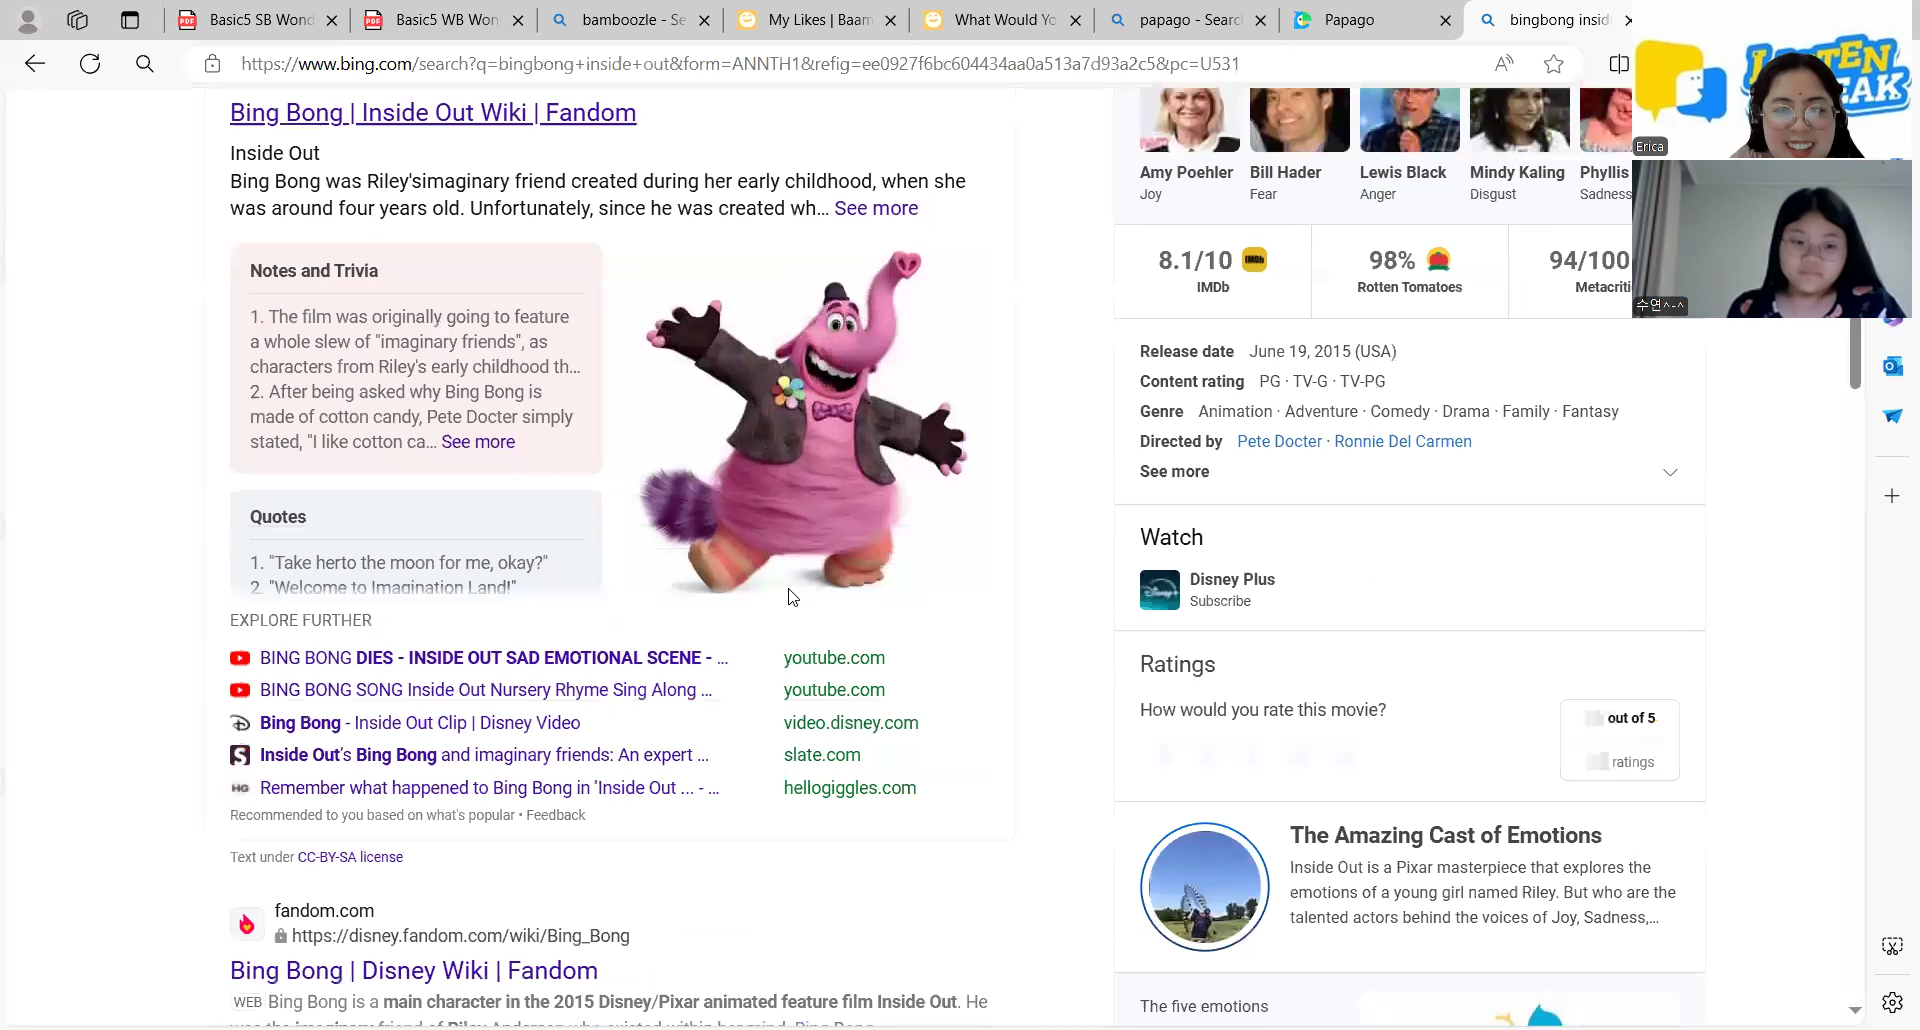 Basic5 SB Wond
Basic5 WB Won
bamboozle - Se
My Likes | Baam
What Would Yo
papago - Searc
Papago
bingbong insid
https://www.bing.com/search?q=bingbong+inside+out&form=ANNTH1&refig=ee0927f6bc604434aa0a513a7d93a2c5&pc=U531
LISTEN
EAK
Erica
수연^-^
Bing Bong | Inside Out Wiki | Fandom
Inside Out
Bing Bong was Riley'simaginary friend created during her early childhood, when she
was around four years old. Unfortunately, since he was created wh... See more
Notes and Trivia
1. The film was originally going to feature
a whole slew of "imaginary friends", as
characters from Riley's early childhood th...
2. After being asked why Bing Bong is
made of cotton candy, Pete Docter simply
stated, "I like cotton ca... See more
Quotes
1. "Take herto the moon for me, okay?"
2. "Welcome to Imagination Land!"
EXPLORE FURTHER
BING BONG DIES - INSIDE OUT SAD EMOTIONAL SCENE - ... youtube.com
BING BONG SONG Inside Out Nursery Rhyme Sing Along ... youtube.com
Bing Bong - Inside Out Clip | Disney Video video.disney.com
Inside Out's Bing Bong and imaginary friends: An expert ... slate.com
HG Remember what happened to Bing Bong in 'Inside Out ... - ... hellogiggles.com
Recommended to you based on what's popular • Feedback
Text under CC-BY-SA license
fandom.com
https://disney.fandom.com/wiki/Bing_Bong
Bing Bong | Disney Wiki | Fandom
WEB Bing Bong is a main character in the 2015 Disney/Pixar animated feature film Inside Out. He
Amy Poehler
Joy
Bill Hader
Fear
Lewis Black
Anger
Mindy Kaling
Disgust
Phyllis
Sadness
8.1/10 IMDb
IMDb
98%
Rotten Tomatoes
94/100
Metacriti
Release date June 19, 2015 (USA)
Content rating PG · TV-G · TV-PG
Genre Animation · Adventure · Comedy · Drama · Family · Fantasy
Directed by Pete Docter · Ronnie Del Carmen
See more
Watch
Disney Plus
Subscribe
Ratings
How would you rate this movie?
out of 5
ratings
The Amazing Cast of Emotions
Inside Out is a Pixar masterpiece that explores the
emotions of a young girl named Riley. But who are the
talented actors behind the voices of Joy, Sadness,...
The five emotions